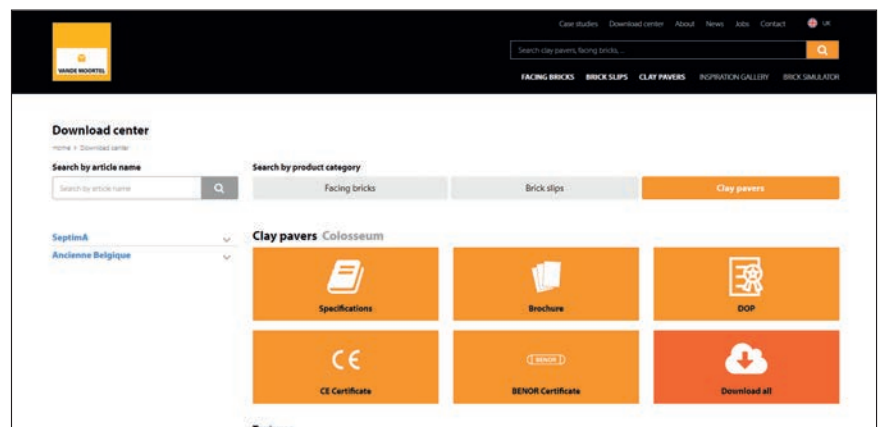 Case studies Download center About News Jobs Contact UK
Search clay pavers, facing bricks, ...
VANDE MOORTEL
FACING BRICKS BRICK SLIPS CLAY PAVERS INSPIRATION GALLERY BRICK SIMULATOR
Download center
Home > Download center
Search by article name
Search by product category
Search by article name
Facing bricks
Brick slips
Clay pavers
SeptimA
Ancienne Belgique
Clay pavers Colosseum
Specifications
Brochure
DOP
CE
BENOR
CE Certificate
BENOR Certificate
Download all